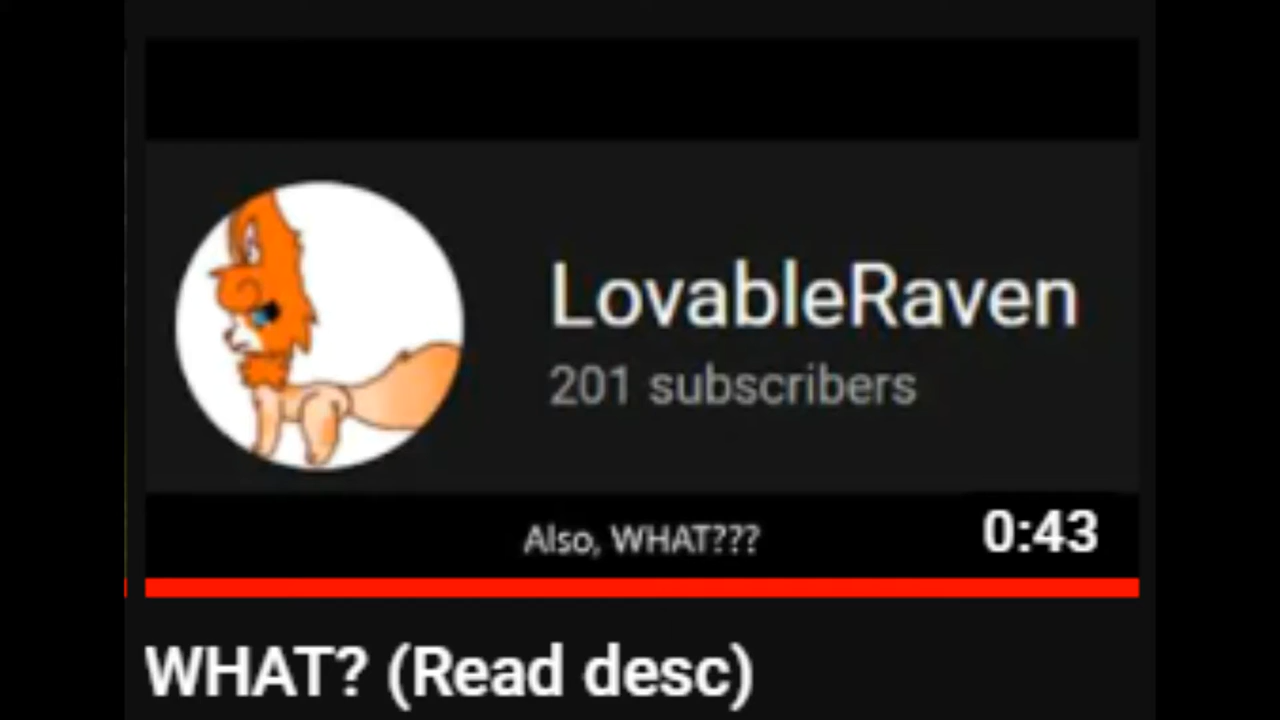 LovableRaven
201 subscribers
Also, WHAT???
0:43
WHAT? (Read desc)